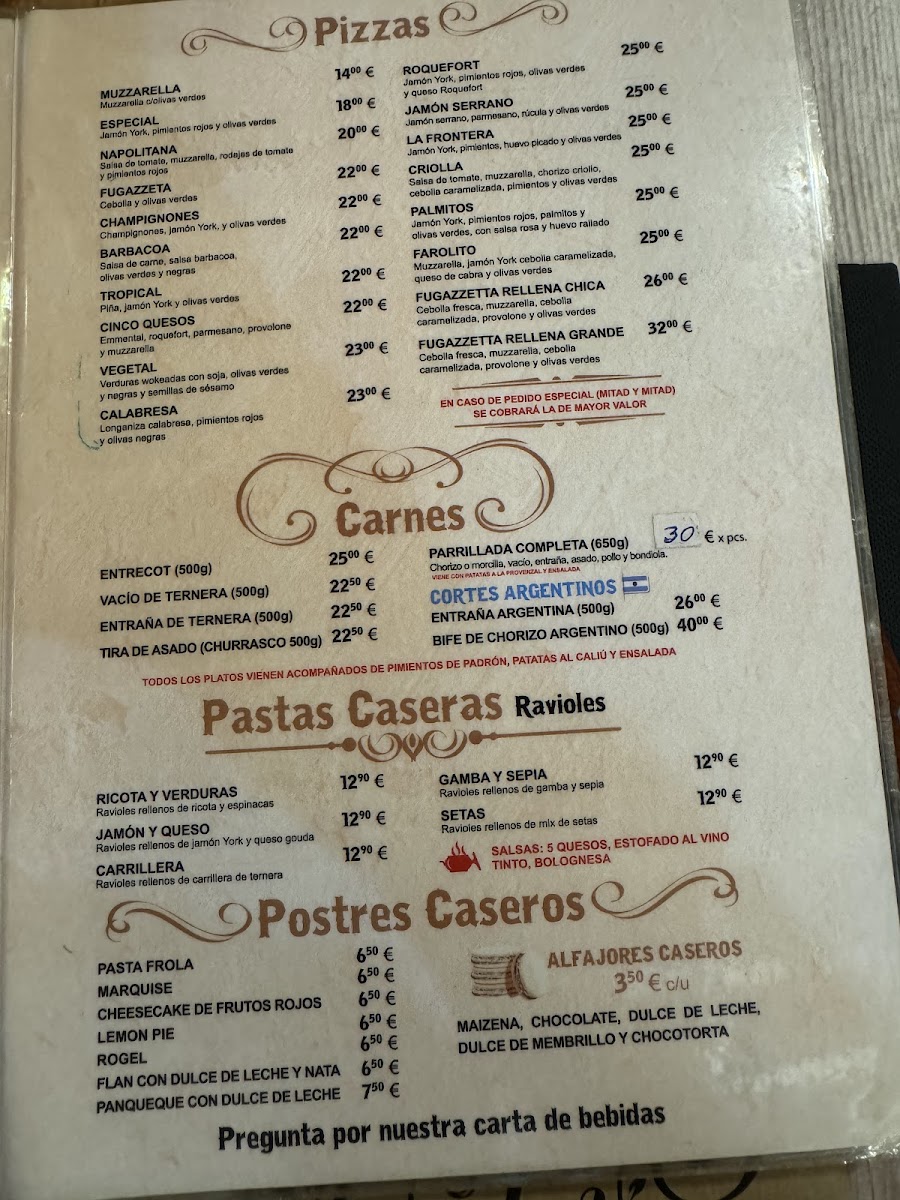 Pizzas
MUZZARELLA 14⁰⁰ €
Muzzarella c/olivas verdes
ESPECIAL 18⁰⁰ €
Jamón York, pimientos rojos y olivas verdes
NAPOLITANA 20⁰⁰ €
Salsa de tomate, muzzarella, rodajas de tomate
y pimientos rojos
FUGAZZETA 22⁰⁰ €
Cebolla y olivas verdes
CHAMPIGNONES 22⁰⁰ €
Champignones, jamón York, y olivas verdes
BARBACOA 22⁰⁰ €
Salsa de carne, salsa barbacoa,
olivas verdes y negras
TROPICAL 22⁰⁰ €
Piña, jamón York y olivas verdes
CINCO QUESOS 22⁰⁰ €
Emmental, roquefort, parmesano, provolone
y muzzarella
VEGETAL 23⁰⁰ €
Verduras wokeadas con soja, olivas verdes
y negras y semillas de sésamo
CALABRESA 23⁰⁰ €
Longaniza calabresa, pimientos rojos
y olivas negras
ROQUEFORT 25⁰⁰ €
Jamón York, pimientos rojos, olivas verdes
y queso Roquefort
JAMÓN SERRANO 25⁰⁰ €
Jamón serrano, parmesano, rúcula y olivas verdes
LA FRONTERA 25⁰⁰ €
Jamón York, pimientos, huevo picado y olivas verdes
CRIOLLA 25⁰⁰ €
Salsa de tomate, muzzarella, chorizo criollo,
cebolla caramelizada, pimientos y olivas verdes
PALMITOS 25⁰⁰ €
Jamón York, pimientos rojos, palmitos y
olivas verdes, con salsa rosa y huevo rallado
FAROLITO 25⁰⁰ €
Muzzarella, jamón York cebolla caramelizada,
queso de cabra y olivas verdes
FUGAZZETTA RELLENA CHICA 26⁰⁰ €
Cebolla fresca, muzzarella, cebolla
caramelizada, provolone y olivas verdes
FUGAZZETTA RELLENA GRANDE 32⁰⁰ €
Cebolla fresca, muzzarella, cebolla
caramelizada, provolone y olivas verdes
EN CASO DE PEDIDO ESPECIAL (MITAD Y MITAD)
SE COBRARÁ LA DE MAYOR VALOR
Carnes
ENTRECOT (500g) 25⁰⁰ €
VACÍO DE TERNERA (500g) 22⁵⁰ €
ENTRAÑA DE TERNERA (500g) 22⁵⁰ €
TIRA DE ASADO (CHURRASCO 500g) 22⁵⁰ €
PARRILLADA COMPLETA (650g) 30 € x pcs.
Chorizo o morcilla, vacío, entraña, asado, pollo y bondiola.
VIENE CON PATATAS A LA PROVENZAL Y ENSALADA
CORTES ARGENTINOS
ENTRAÑA ARGENTINA (500g) 26⁰⁰ €
BIFE DE CHORIZO ARGENTINO (500g) 40⁰⁰ €
TODOS LOS PLATOS VIENEN ACOMPAÑADOS DE PIMIENTOS DE PADRÓN, PATATAS AL CALIÚ Y ENSALADA
Pastas Caseras Ravioles
RICOTA Y VERDURAS 12⁹⁰ €
Ravioles rellenos de ricota y espinacas
JAMÓN Y QUESO 12⁹⁰ €
Ravioles rellenos de jamón York y queso gouda
CARRILLERA 12⁹⁰ €
Ravioles rellenos de carrillera de ternera
GAMBA Y SEPIA 12⁹⁰ €
Ravioles rellenos de gamba y sepia
SETAS 12⁹⁰ €
Ravioles rellenos de mix de setas
SALSAS: 5 QUESOS, ESTOFADO AL VINO
TINTO, BOLOGNESA
Postres Caseros
PASTA FROLA 6⁵⁰ €
MARQUISE 6⁵⁰ €
CHEESECAKE DE FRUTOS ROJOS 6⁵⁰ €
LEMON PIE 6⁵⁰ €
ROGEL 6⁵⁰ €
FLAN CON DULCE DE LECHE Y NATA 6⁵⁰ €
PANQUEQUE CON DULCE DE LECHE 7⁵⁰ €
ALFAJORES CASEROS
3⁵⁰ € c/u
MAIZENA, CHOCOLATE, DULCE DE LECHE,
DULCE DE MEMBRILLO Y CHOCOTORTA
Pregunta por nuestra carta de bebidas